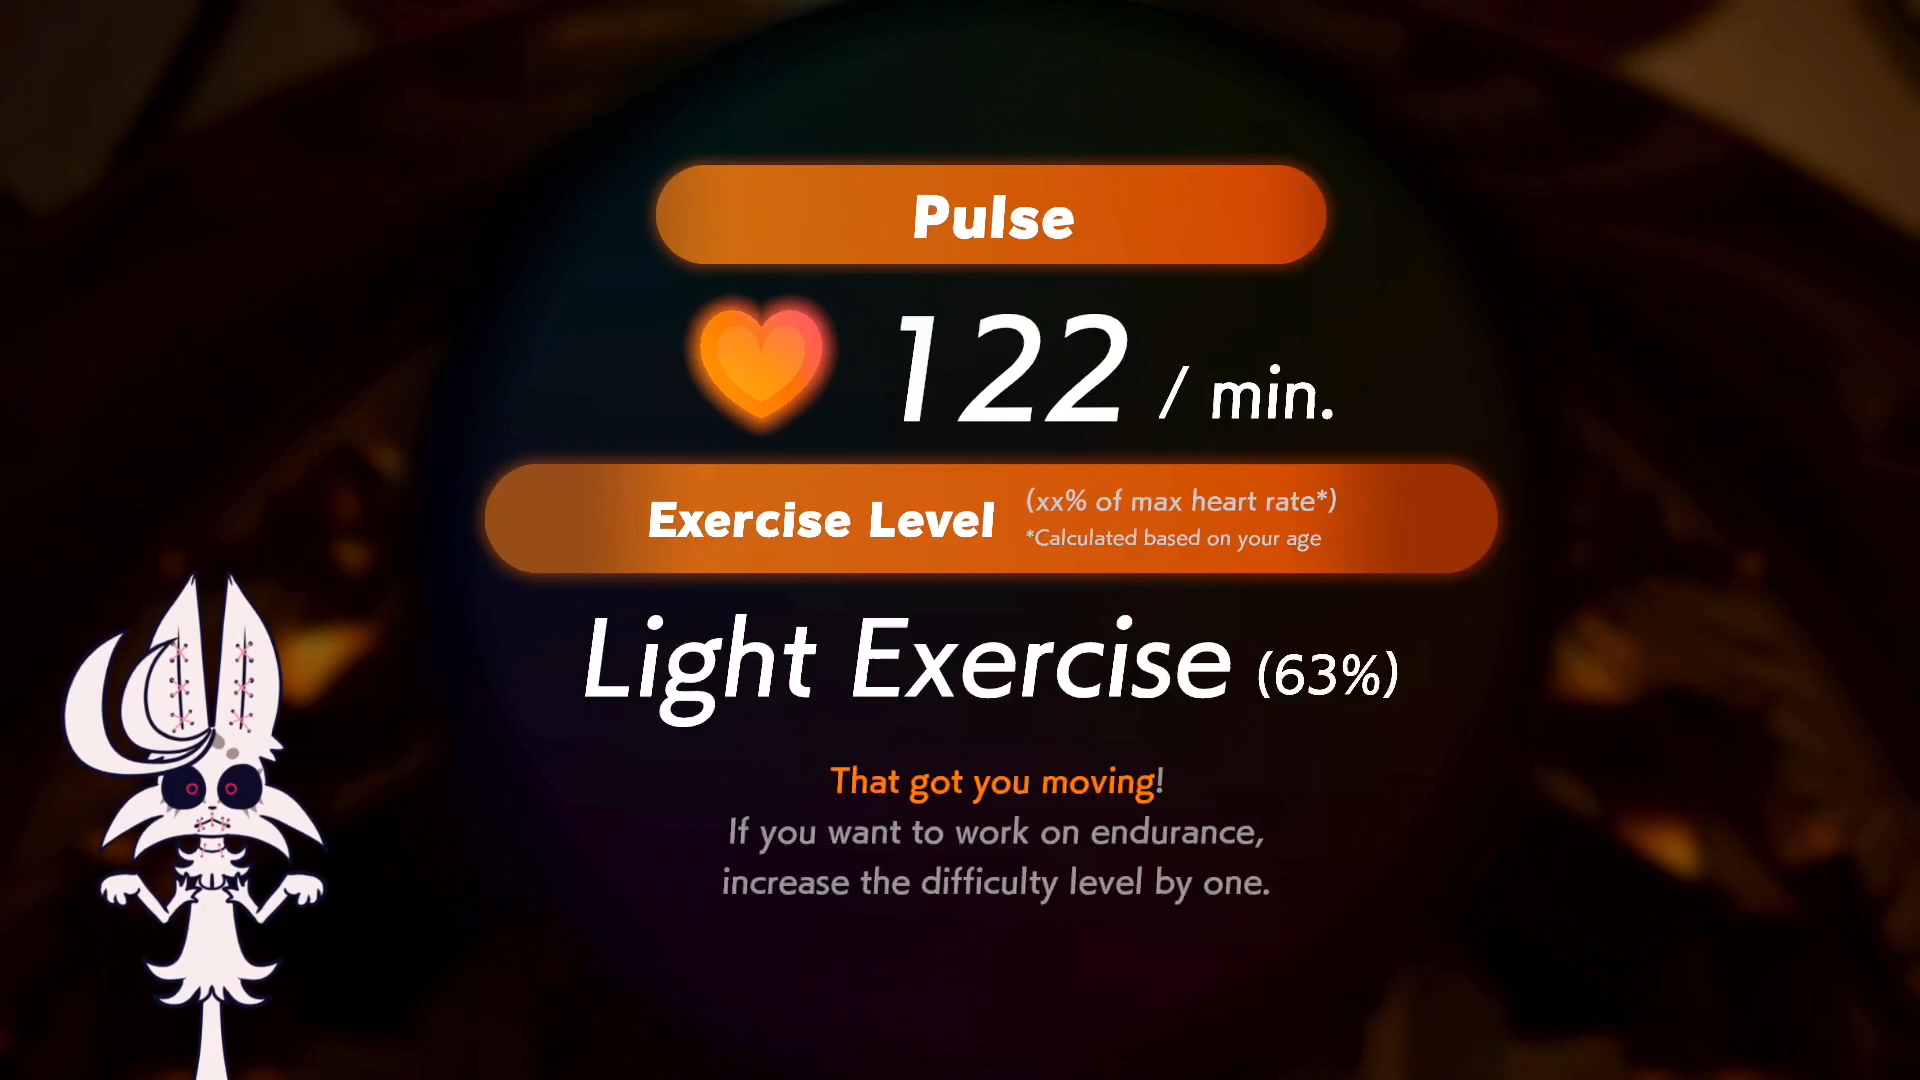 Pulse
122 / min.
Exercise Level (xx% of max heart rate*)
*Calculated based on your age
Light Exercise (63%)
That got you moving!
If you want to work on endurance,
increase the difficulty level by one.